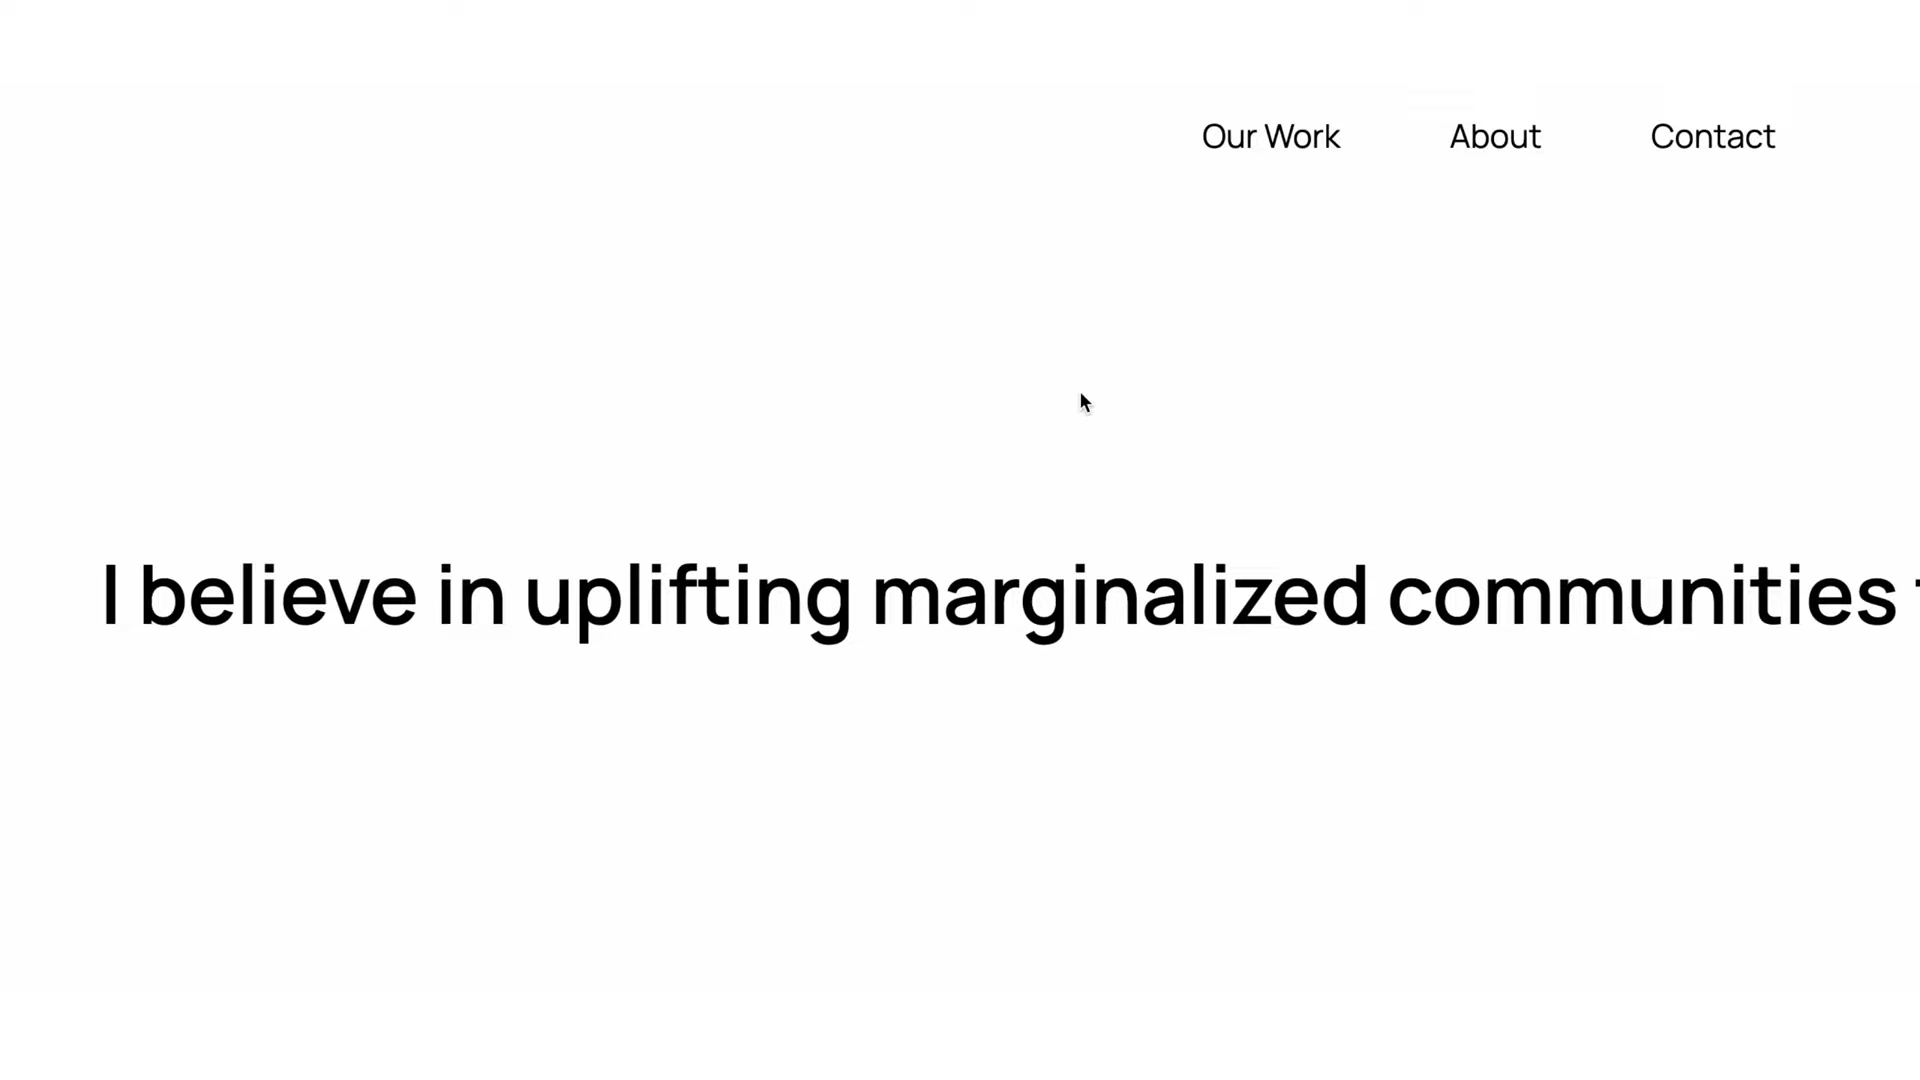 Our Work About Contact
I believe in uplifting marginalized communities